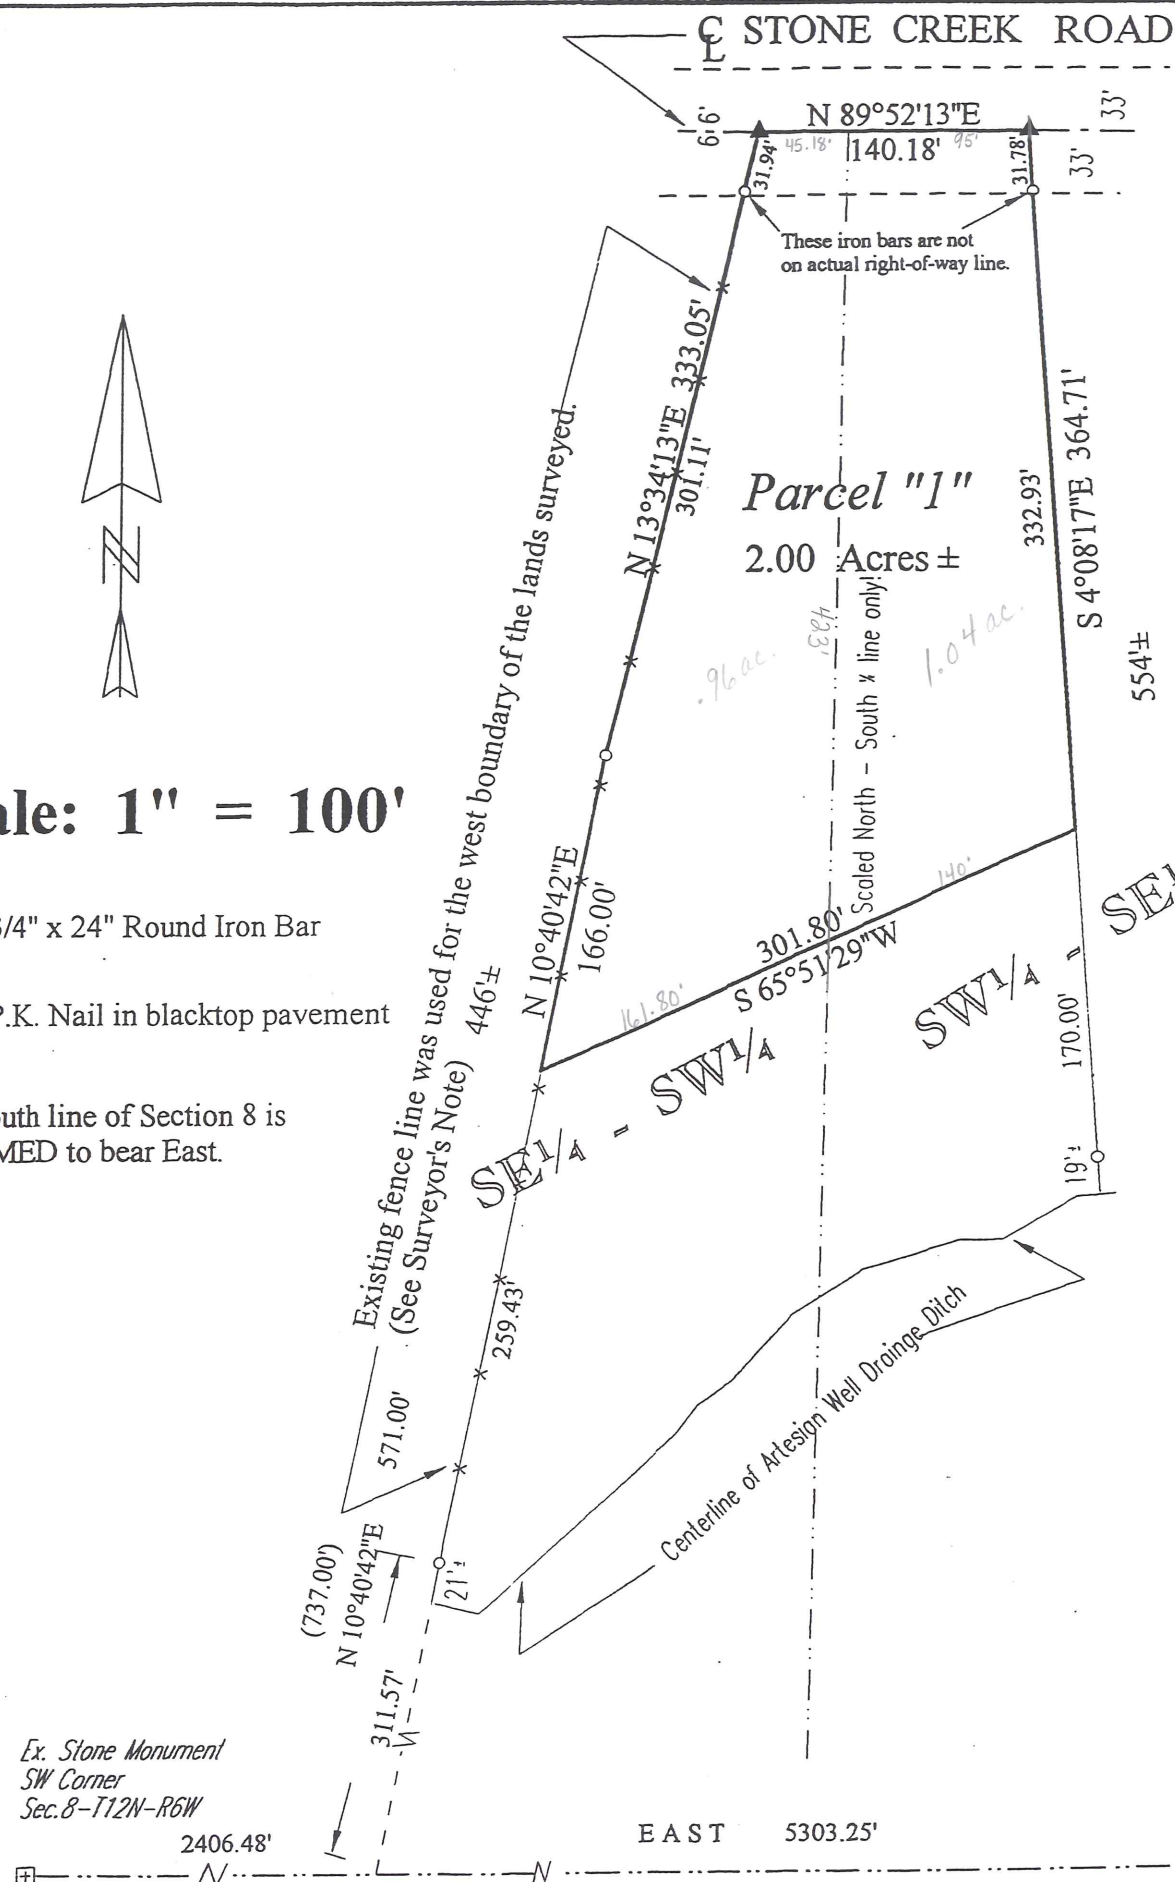 ℄ STONE CREEK ROAD
6.6'
N 89°52'13"E
33'
45.18'
140.18'
95'
33'
31.94'
31.78'
These iron bars are not
on actual right-of-way line.
N 13°34'13"E 333.05'
301.11'
S 4°08'17"E 364.71'
332.93'
Parcel "1"
2.00 Acres ±
N
423'
.96 ac.
1.04 ac.
Scaled North - South ¼ line only!
554'±
Existing fence line was used for the west boundary of the lands surveyed.
(See Surveyor's Note)
446'±
ale: 1" = 100'
3/4" x 24" Round Iron Bar
P.K. Nail in blacktop pavement
outh line of Section 8 is
MED to bear East.
N 10°40'42"E
166.00'
140'
301.80'
S 65°51'29"W
161.80'
SE¼ - SW¼
SW¼ - SE¼
170.00'
19'±
259.43'
571.00'
Centerline of Artesian Well Drainge Ditch
21'±
(737.00')
N 10°40'42"E
311.57'
Ex. Stone Monument
SW Corner
Sec.8-T12N-R6W
2406.48'
EAST 5303.25'